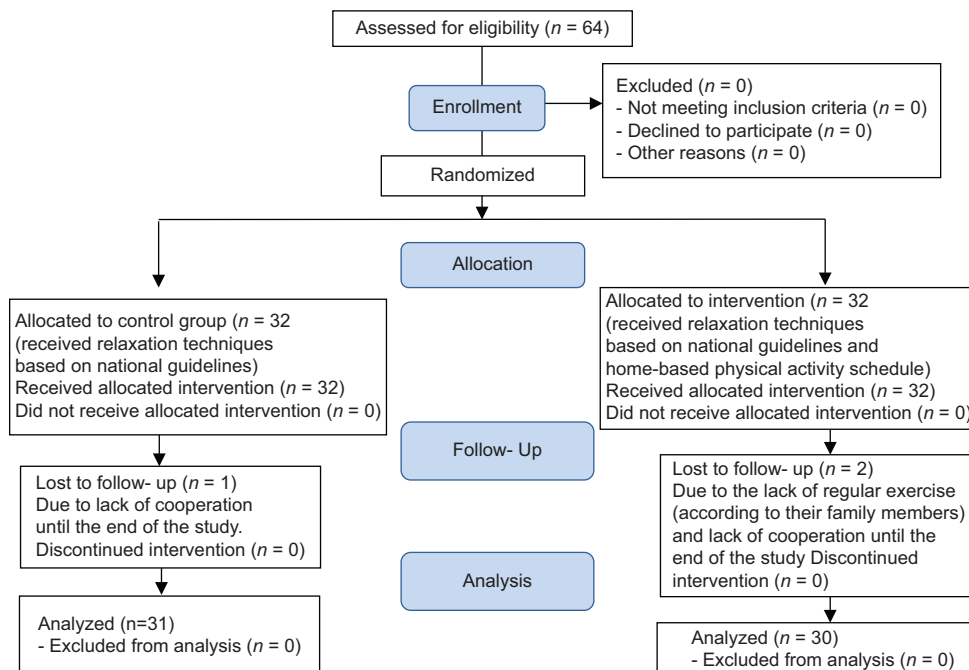 Assessed for eligibility (n = 64)
Enrollment
Excluded (n = 0)
- Not meeting inclusion criteria (n = 0)
- Declined to participate (n = 0)
- Other reasons (n = 0)
Randomized
Allocation
Allocated to control group (n = 32
(received relaxation techniques
based on national guidelines)
Received allocated intervention (n = 32)
Did not receive allocated intervention (n = 0)
Allocated to intervention (n = 32
(received relaxation techniques
based on national guidelines and
home-based physical activity schedule)
Received allocated intervention (n = 32)
Did not receive allocated intervention (n = 0)
Follow- Up
Lost to follow- up (n = 1)
Due to lack of cooperation
until the end of the study.
Discontinued intervention (n = 0)
Lost to follow-up (n = 2)
Due to the lack of regular exercise
(according to their family members)
and lack of cooperation until the
end of the study Discontinued
intervention (n = 0)
Analysis
Analyzed (n=31)
- Excluded from analysis (n = 0)
Analyzed (n = 30)
- Excluded from analysis (n = 0)